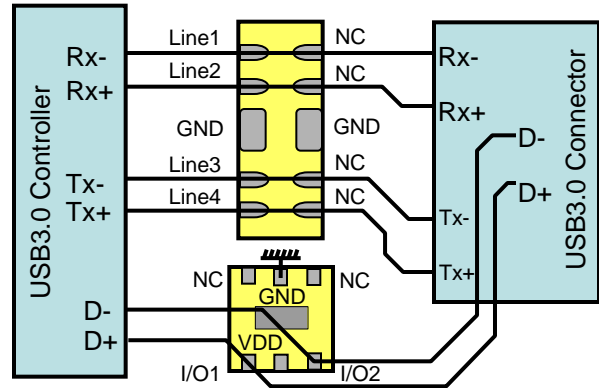 Line1 NC
Rx- Rx-
Line2 NC
Rx+ Rx+
GND GND
D-
Line3 NC
Tx- D+
Line4 NC
Tx+ Tx-
USB3.0 Controller
USB3.0 Connector
Tx+
NC NC
GND
D-
D+ VDD
I/O1 I/O2